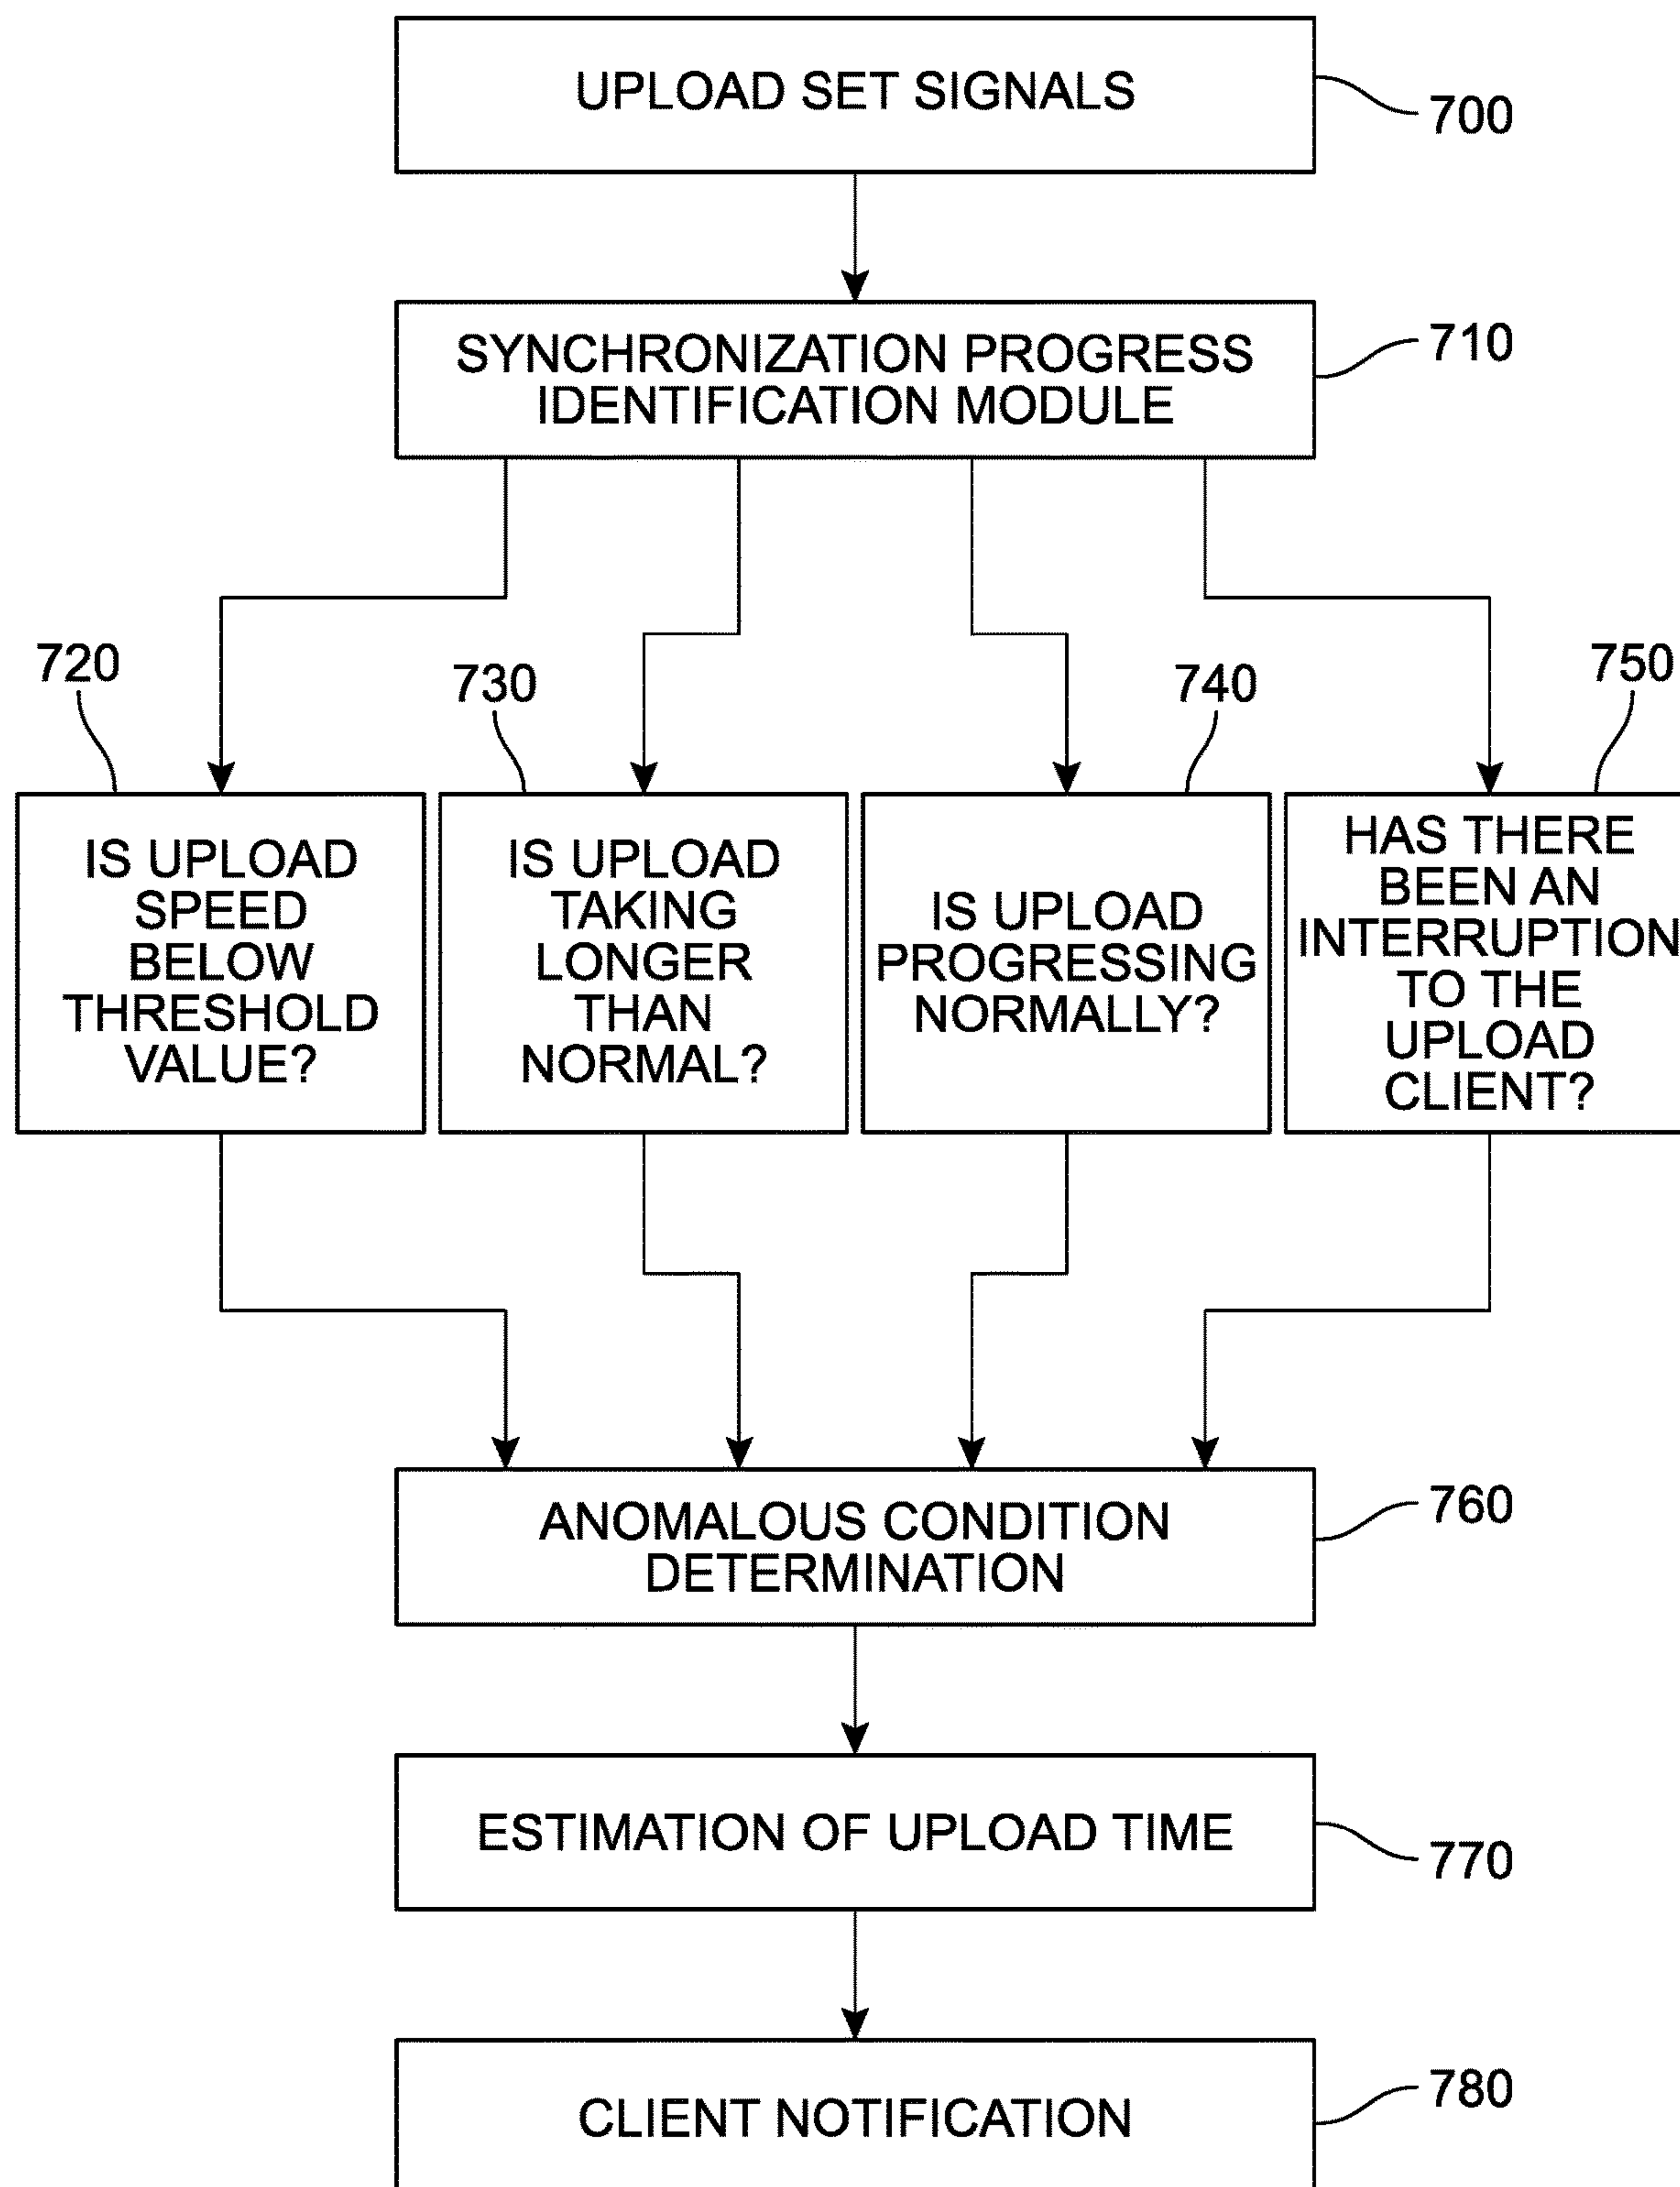 UPLOAD SET SIGNALS
700
SYNCHRONIZATION PROGRESS
IDENTIFICATION MODULE
710
720
730
740
750
IS UPLOAD
SPEED
BELOW
THRESHOLD
VALUE?
IS UPLOAD
TAKING
LONGER
THAN
NORMAL?
IS UPLOAD
PROGRESSING
NORMALLY?
HAS THERE
BEEN AN
INTERRUPTION
TO THE
UPLOAD
CLIENT?
ANOMALOUS CONDITION
DETERMINATION
760
ESTIMATION OF UPLOAD TIME
770
CLIENT NOTIFICATION
780